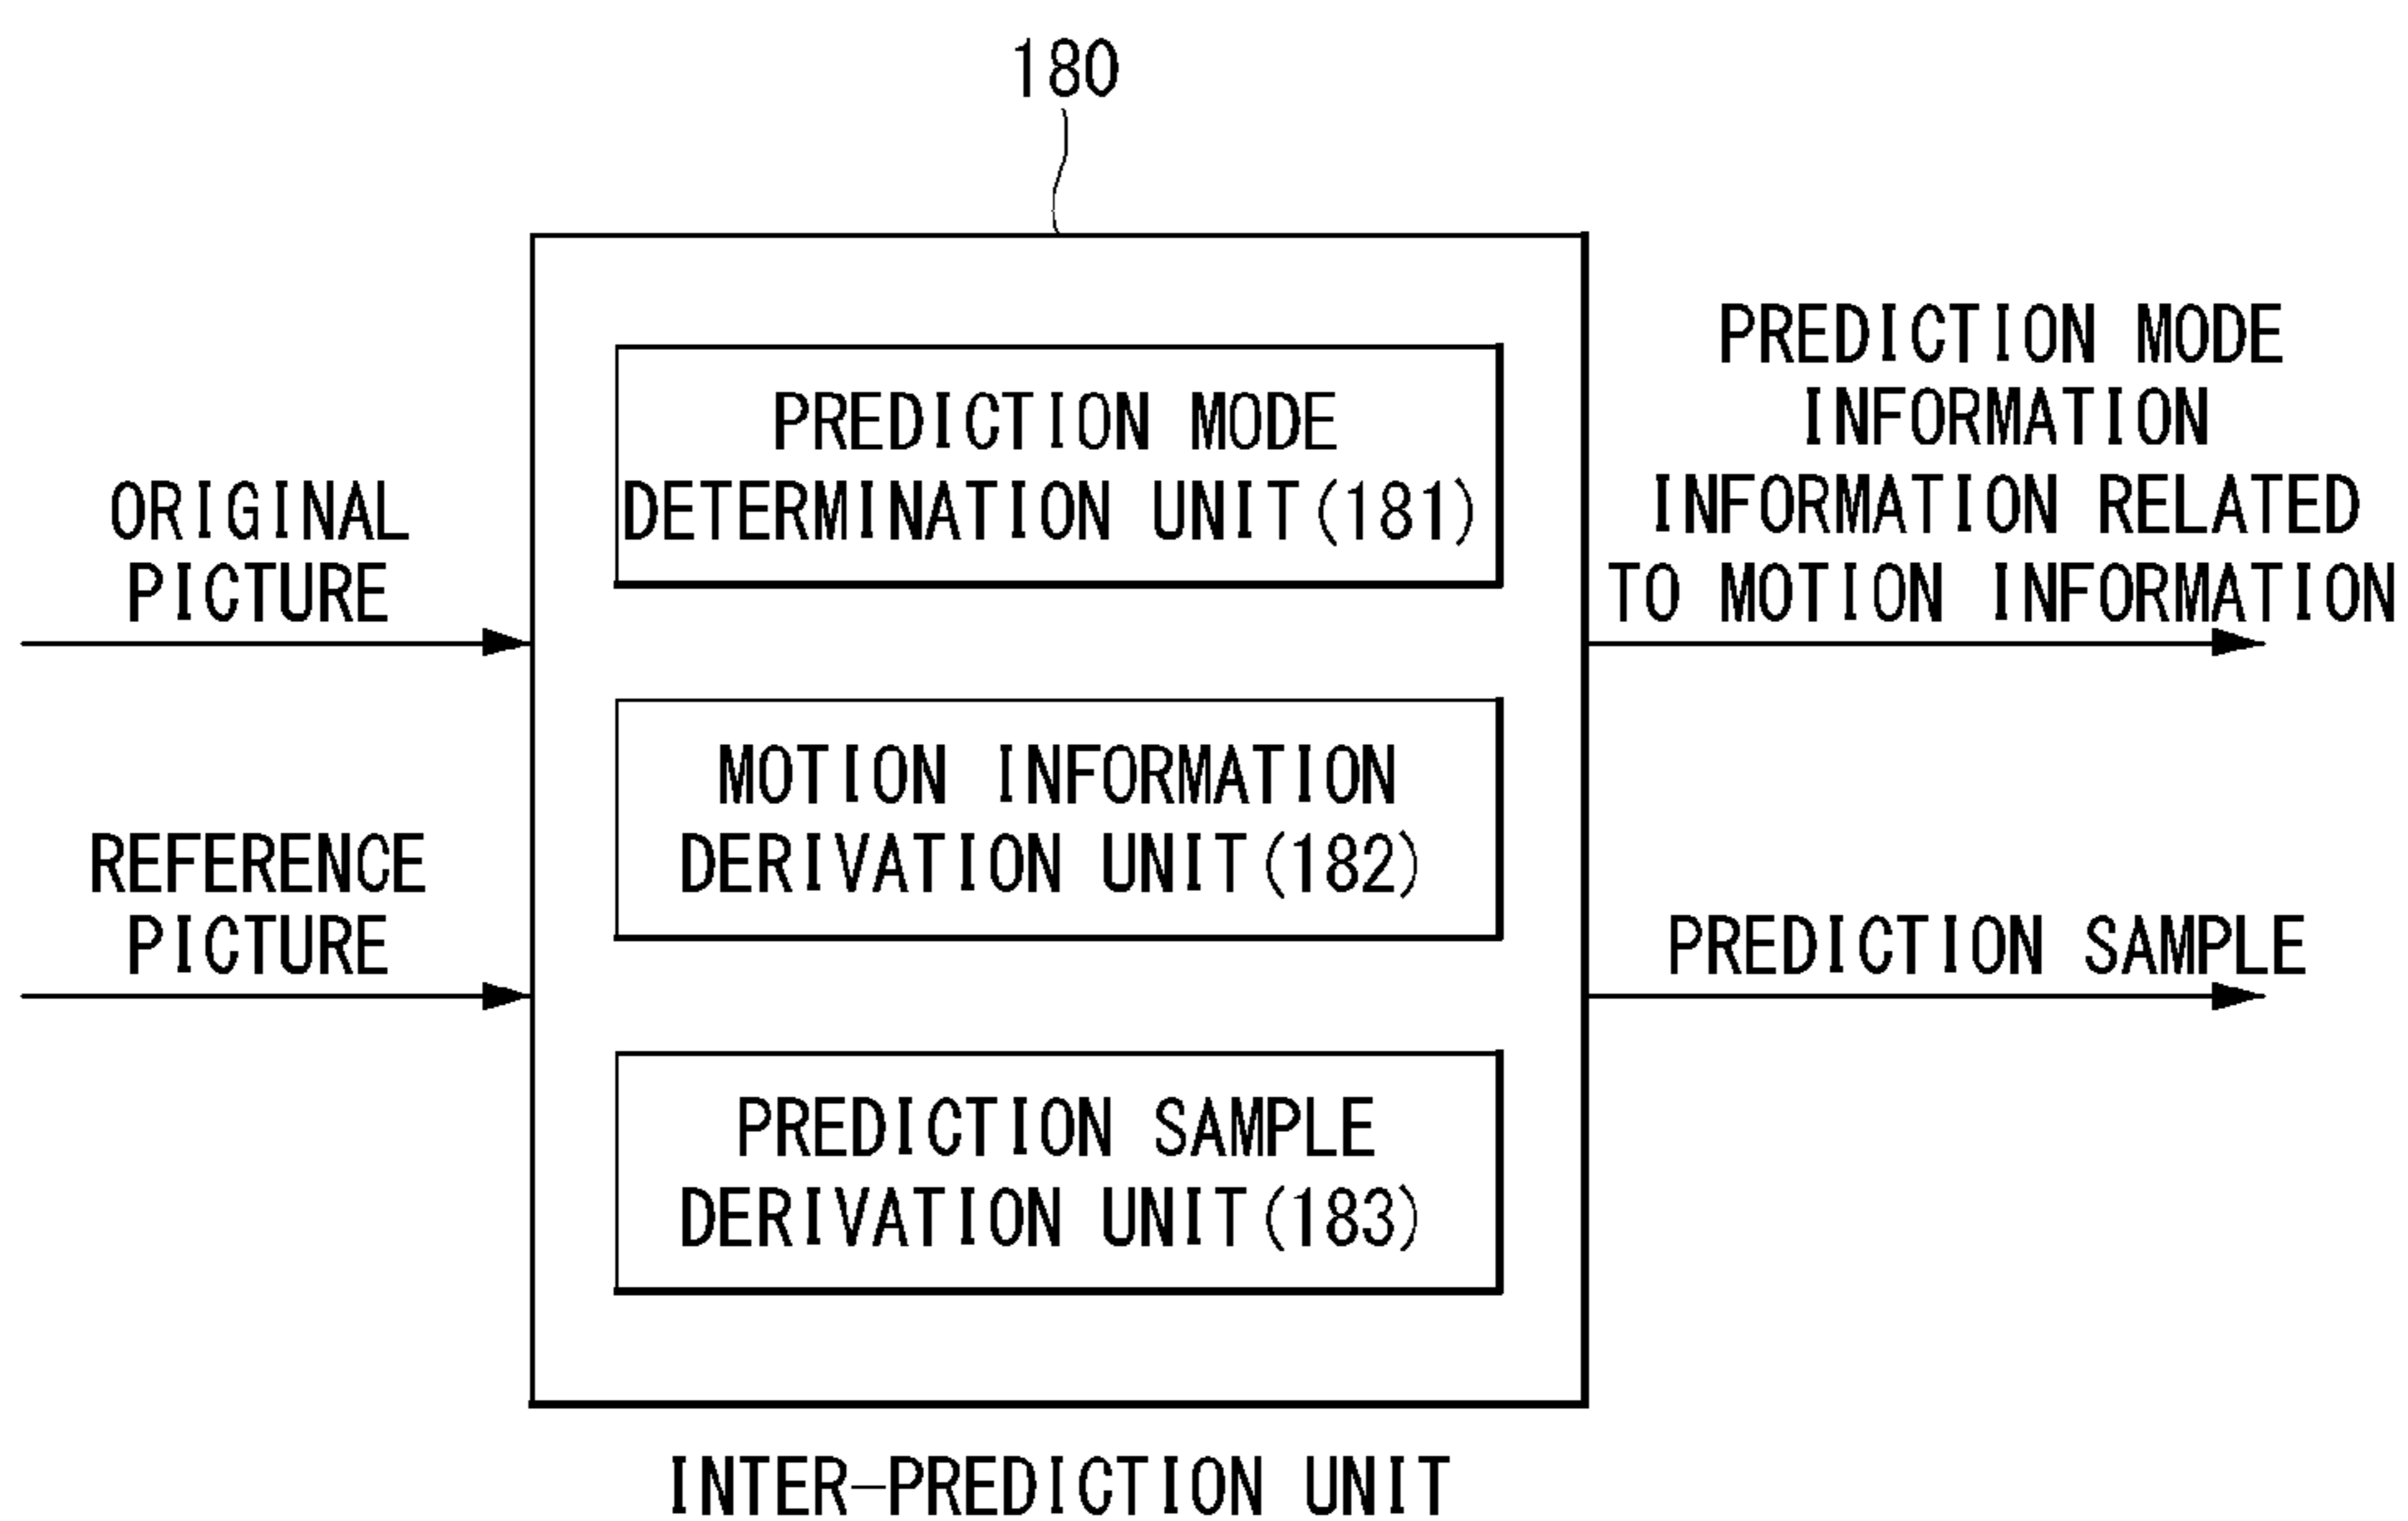 180
ORIGINAL
PICTURE
REFERENCE
PICTURE
PREDICTION MODE
DETERMINATION UNIT(181)
MOTION INFORMATION
DERIVATION UNIT(182)
PREDICTION SAMPLE
DERIVATION UNIT(183)
PREDICTION MODE
INFORMATION
INFORMATION RELATED
TO MOTION INFORMATION
PREDICTION SAMPLE
INTER-PREDICTION UNIT